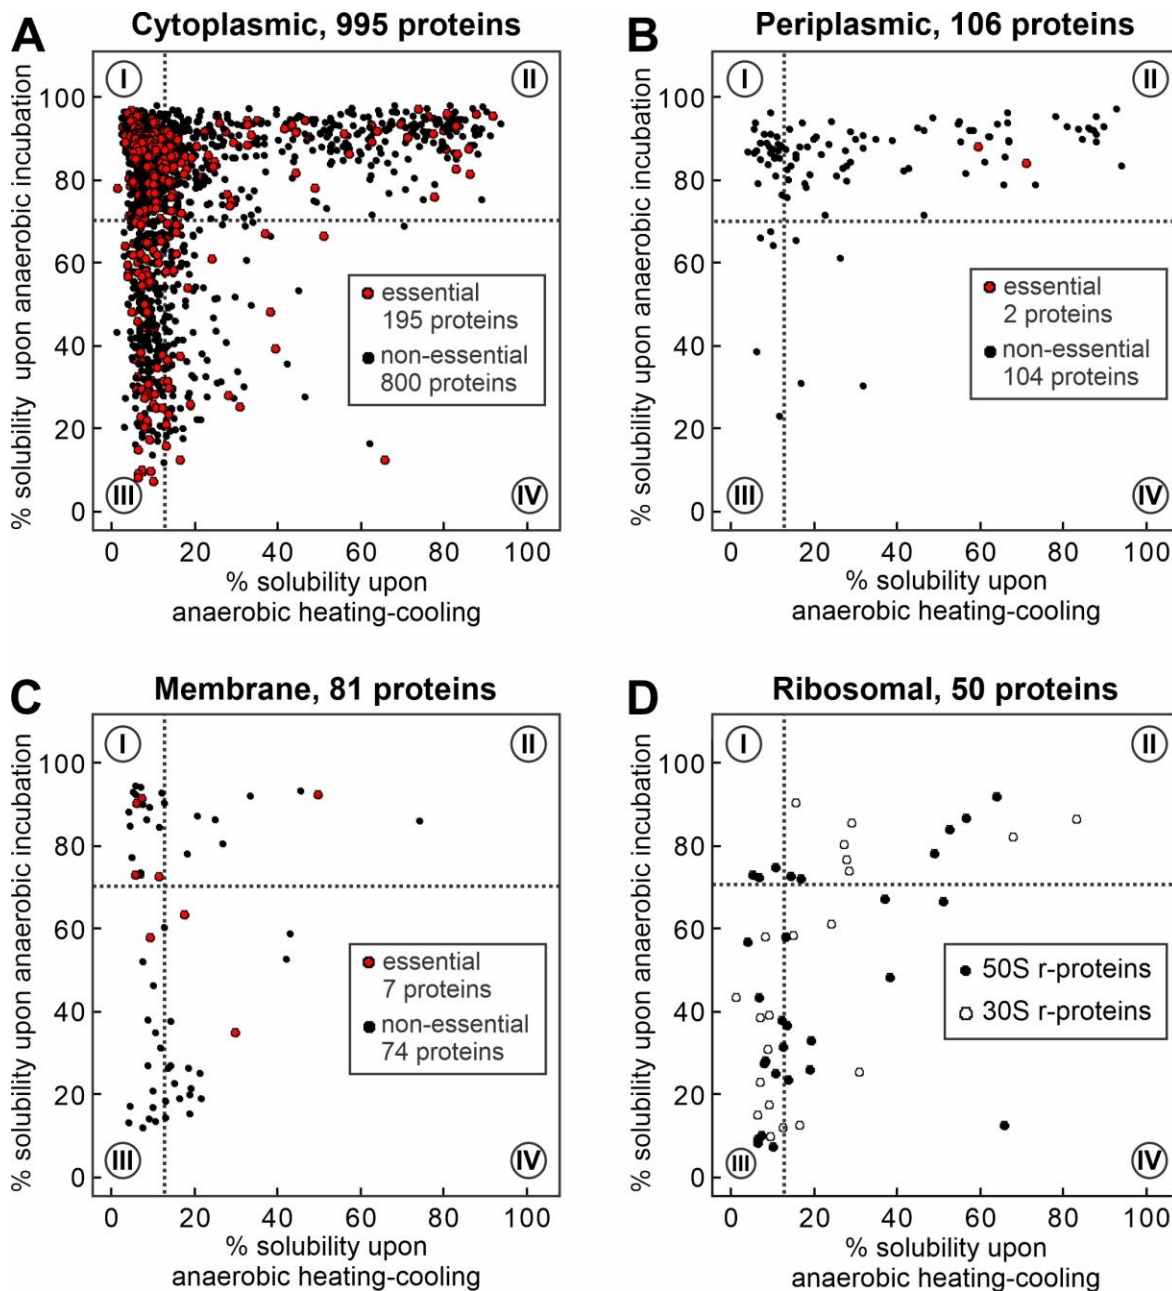 A
Cytoplasmic, 995 proteins
I
II
III
IV
% solubility upon anaerobic incubation
100
80
60
40
20
0
essential
195 proteins
non-essential
800 proteins
0 20 40 60 80 100
% solubility upon
anaerobic heating-cooling
B
Periplasmic, 106 proteins
I
II
III
IV
% solubility upon anaerobic incubation
100
80
60
40
20
0
essential
2 proteins
non-essential
104 proteins
0 20 40 60 80 100
% solubility upon
anaerobic heating-cooling
C
Membrane, 81 proteins
I
II
III
IV
% solubility upon anaerobic incubation
100
80
60
40
20
0
essential
7 proteins
non-essential
74 proteins
0 20 40 60 80 100
% solubility upon
anaerobic heating-cooling
D
Ribosomal, 50 proteins
I
II
III
IV
% solubility upon anaerobic incubation
100
80
60
40
20
0
50S r-proteins
30S r-proteins
0 20 40 60 80 100
% solubility upon
anaerobic heating-cooling